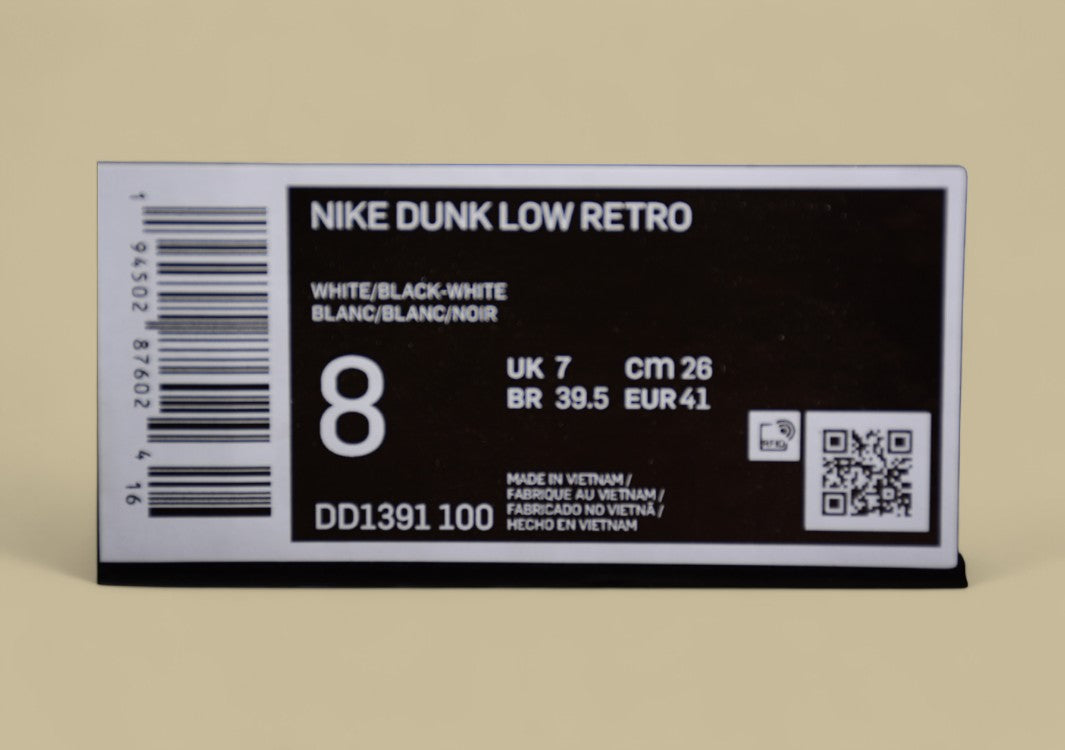 NIKE DUNK LOW RETRO
WHITE/BLACK-WHITE
BLANC/BLANC/NOIR
8
UK 7 cm 26
BR 39.5 EUR 41
MADE IN VIETNAM /
FABRIQUE AU VIETNAM /
FABRICADO NO VIETNÃ /
HECHO EN VIETNAM
DD1391 100
1 94502 87602 4 16